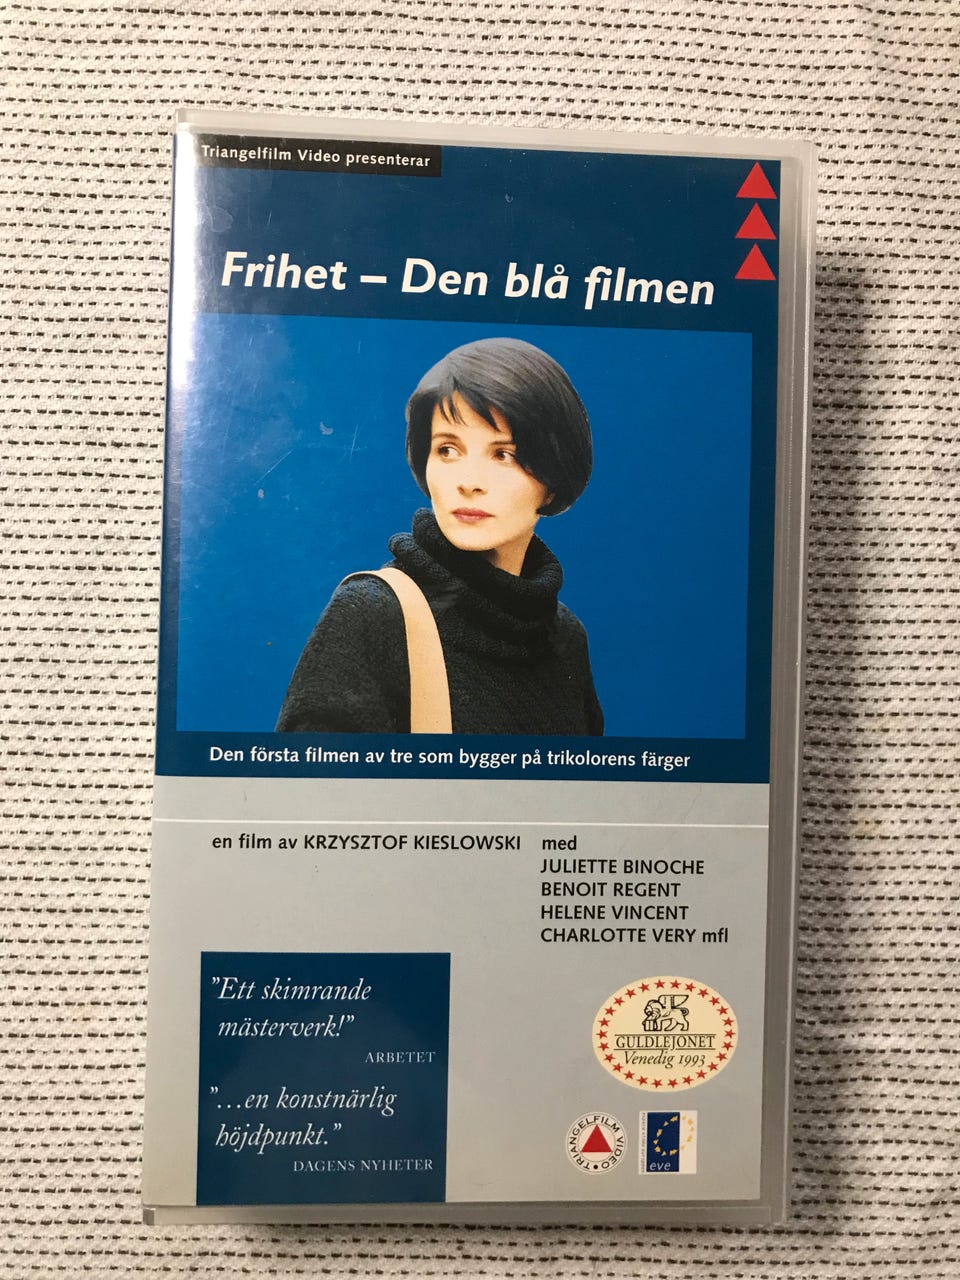 Triangelfilm Video presenterar
Frihet – Den blå filmen
Den första filmen av tre som bygger på trikolorens färger
en film av KRZYSZTOF KIESLOWSKI
med
JULIETTE BINOCHE
BENOIT REGENT
HELENE VINCENT
CHARLOTTE VERY mfl
”Ett skimrande
mästerverk!”
ARBETET
”...en konstnärlig
höjdpunkt.”
DAGENS NYHETER
GULDLEJONET
Venedig 1993
TRIANGELFILM VIDEO
eve